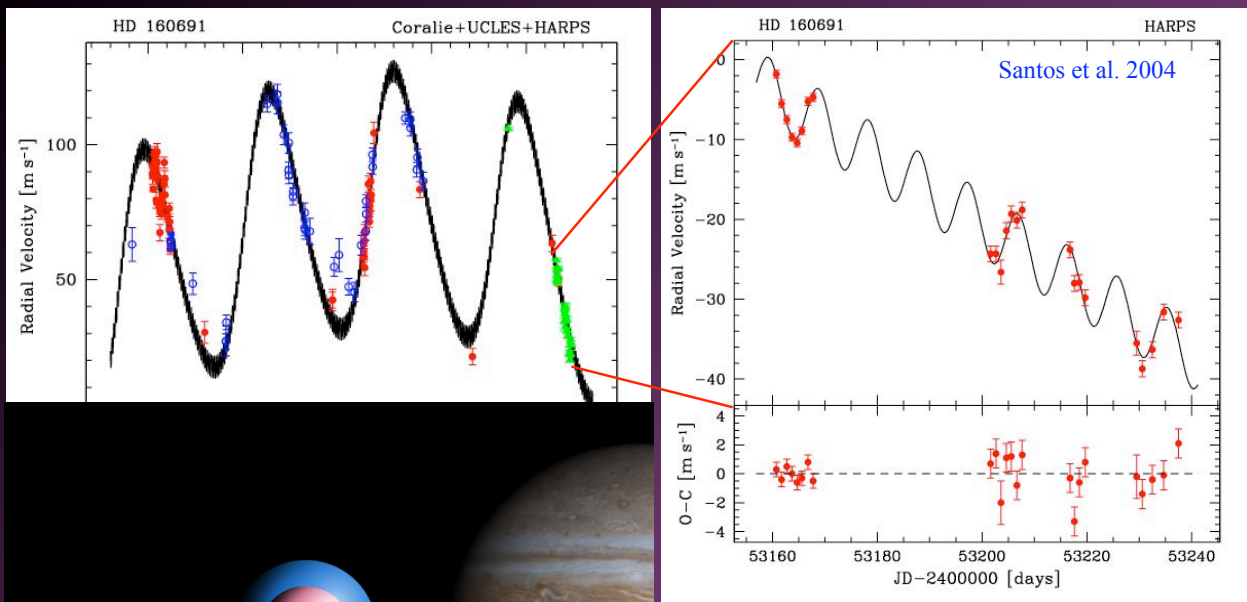 HD 160691 Coralie+UCLES+HARPS
Radial Velocity [m s⁻¹]
100
50
HD 160691 HARPS
Santos et al. 2004
Radial Velocity [m s⁻¹]
0
−10
−20
−30
−40
O−C [m s⁻¹]
4
2
0
−2
−4
53160 53180 53200 53220 53240
JD−2400000 [days]